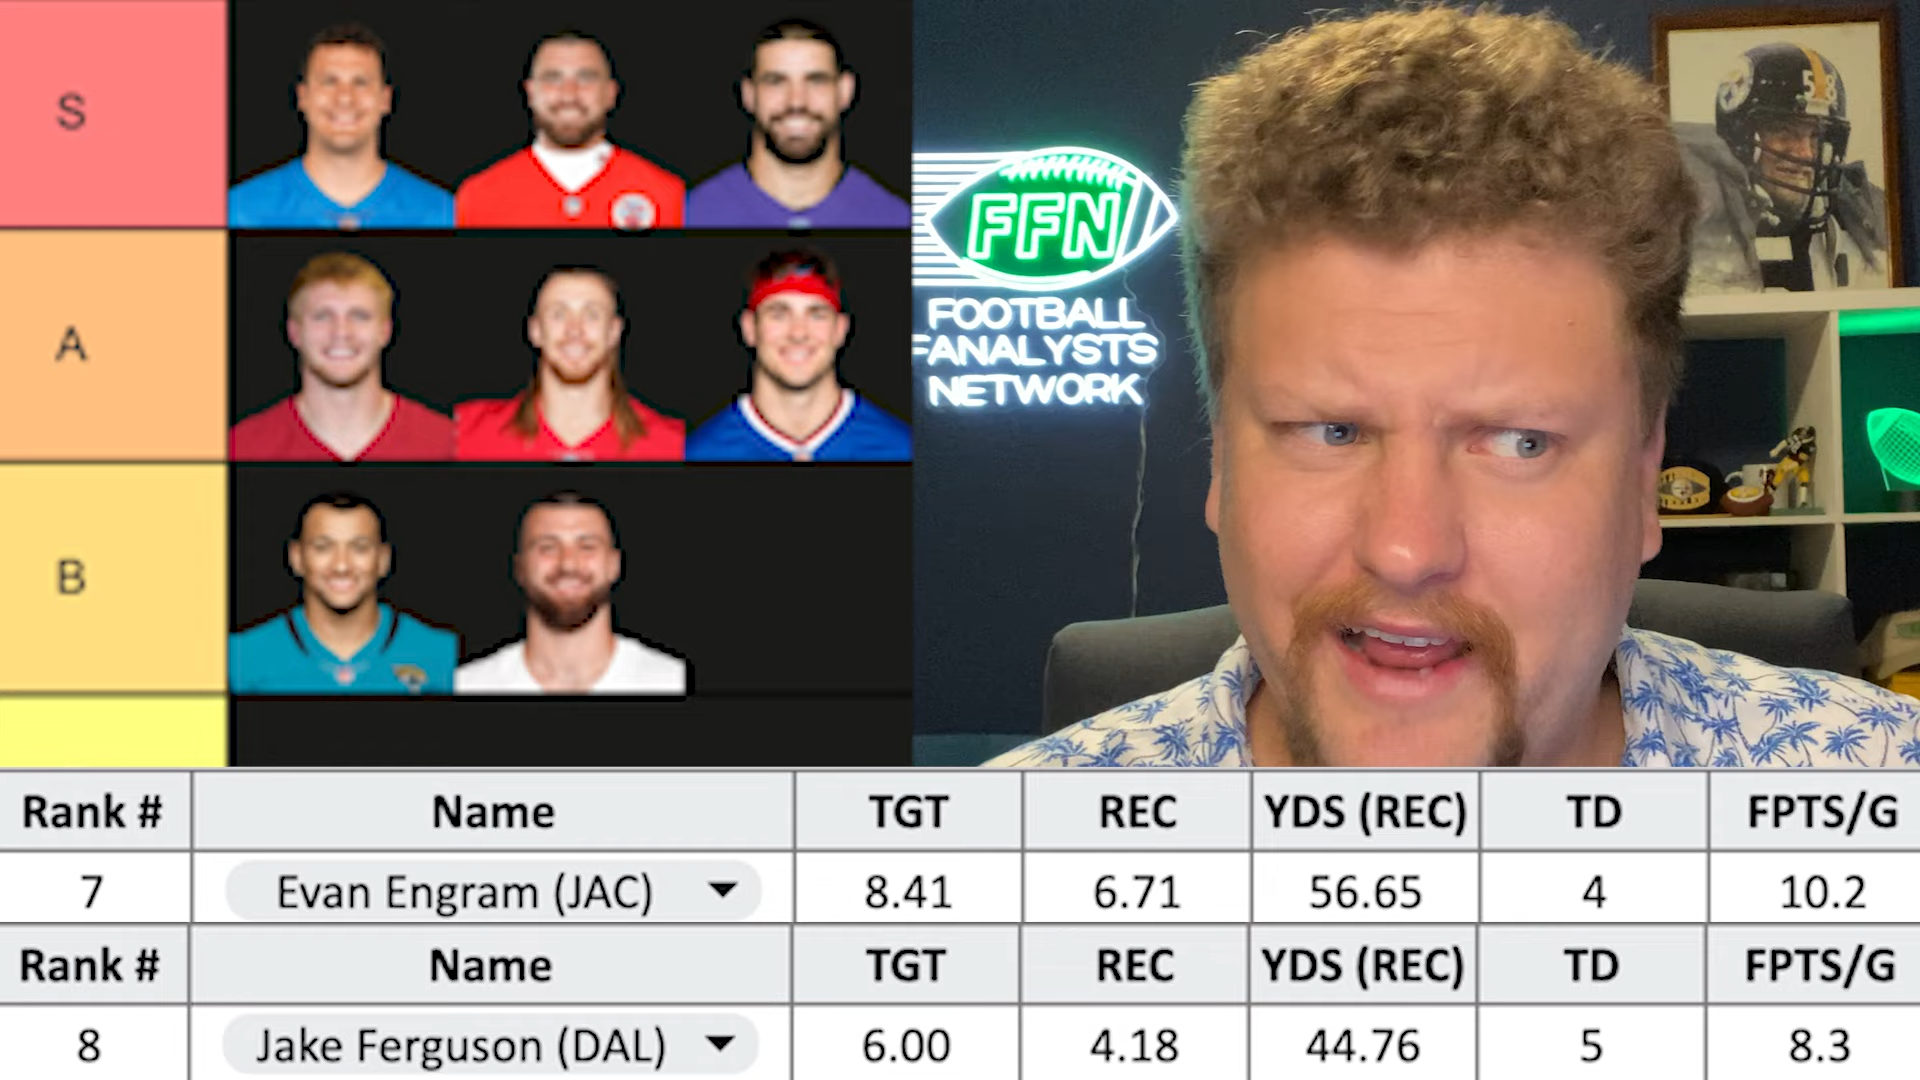 S
A
B
FFN
FOOTBALL
FANALYSTS
NETWORK
58
Rank # Name TGT REC YDS (REC) TD FPTS/G
7 Evan Engram (JAC) 8.41 6.71 56.65 4 10.2
Rank # Name TGT REC YDS (REC) TD FPTS/G
8 Jake Ferguson (DAL) 6.00 4.18 44.76 5 8.3